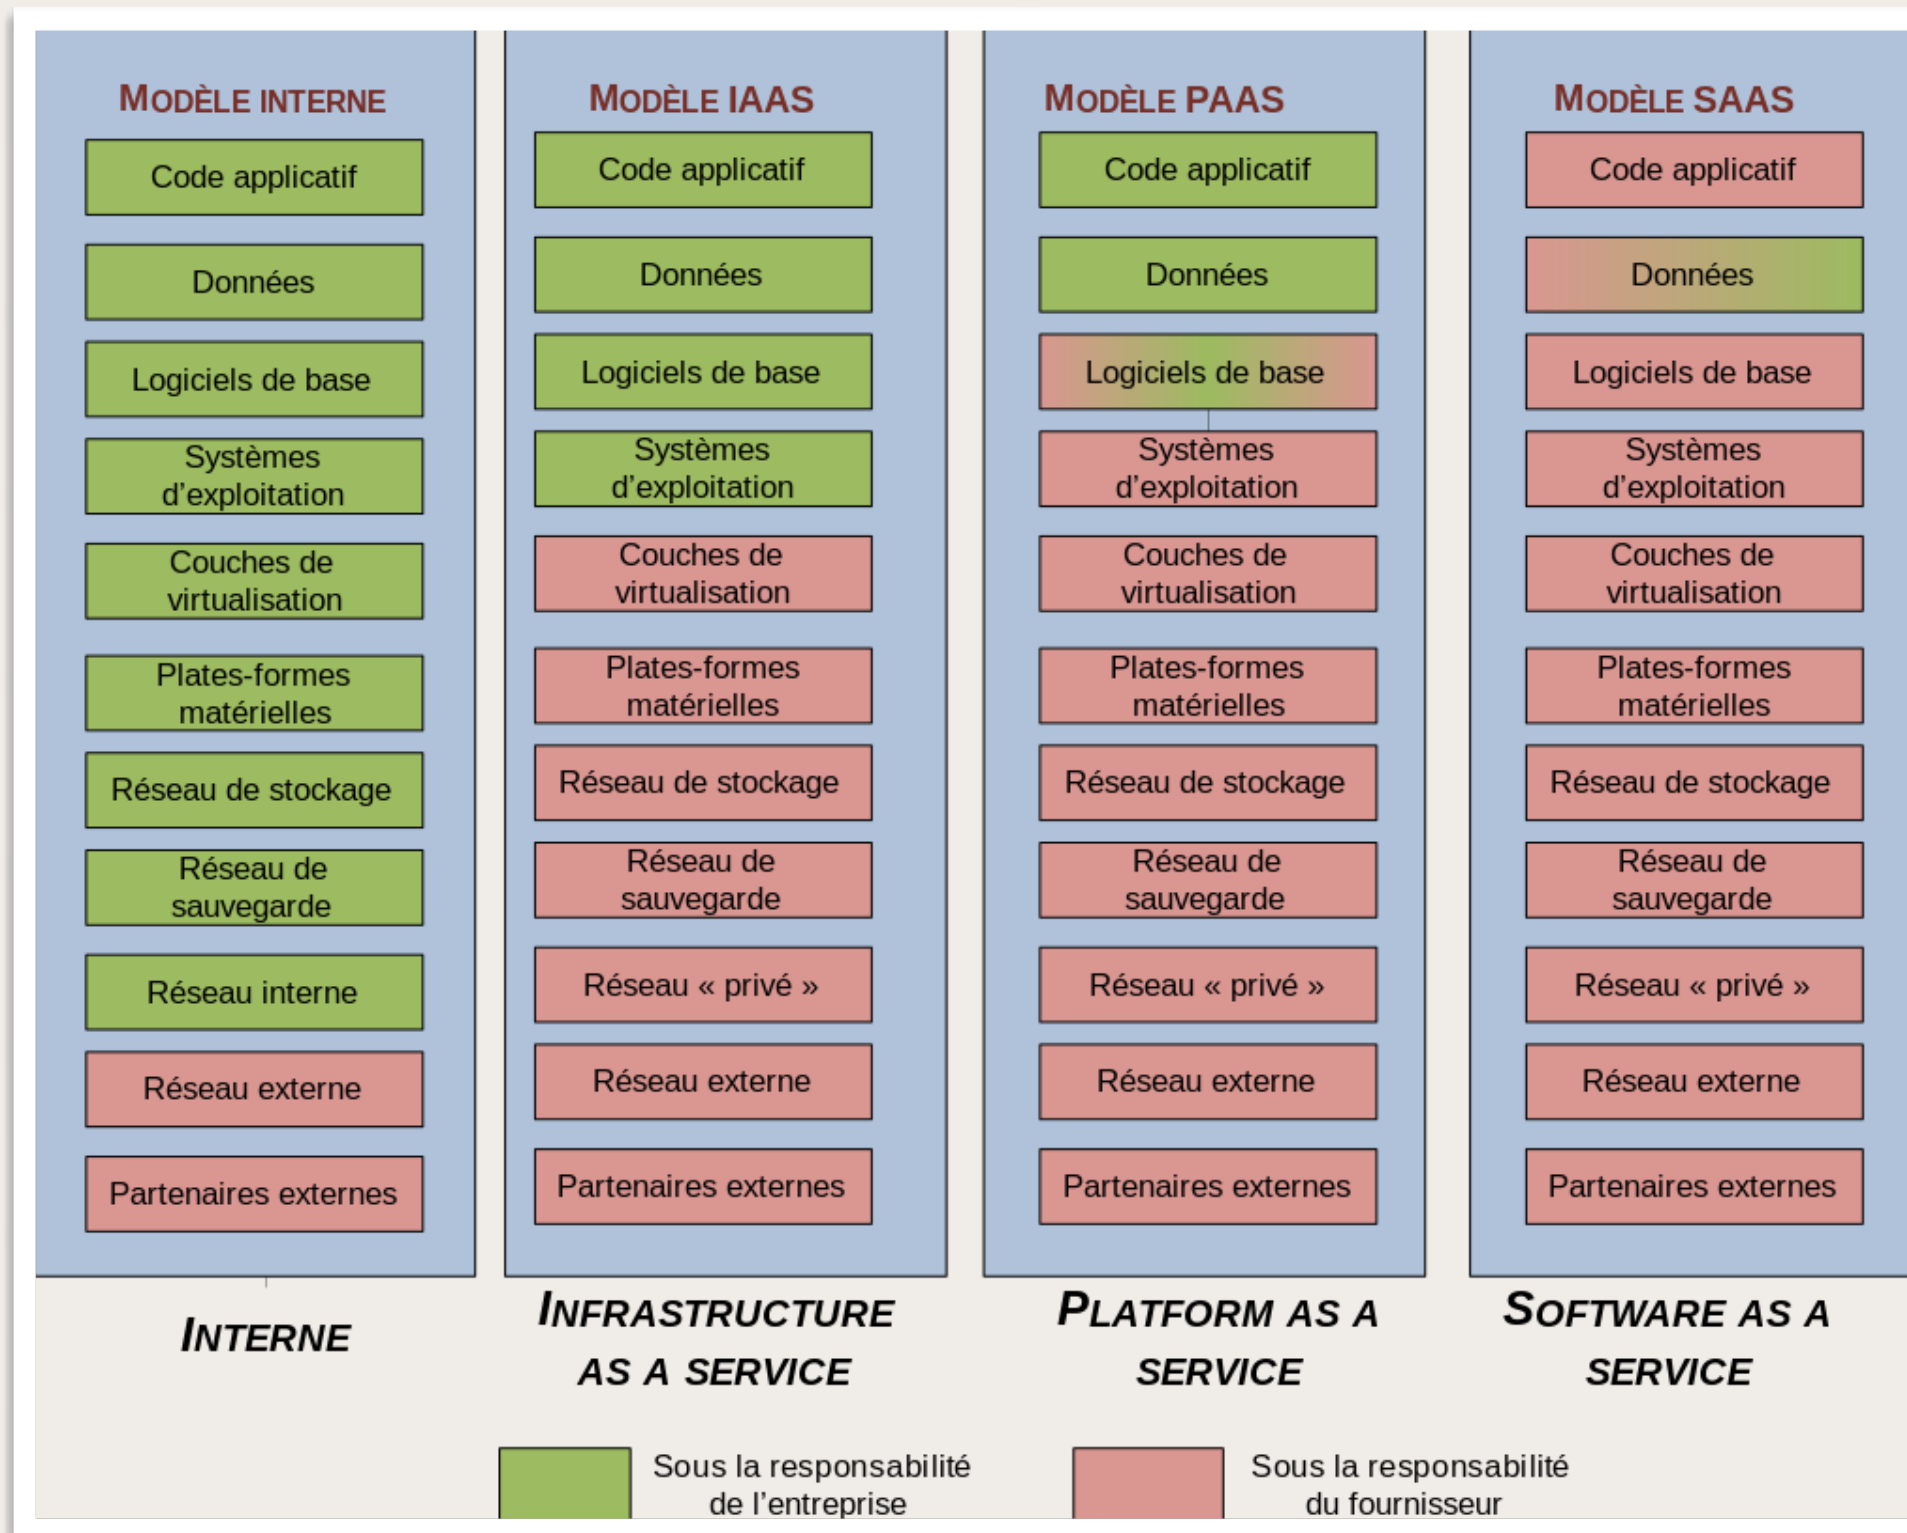 MODÈLE INTERNE
Code applicatif
Données
Logiciels de base
Systèmes
d’exploitation
Couches de
virtualisation
Plates-formes
matérielles
Réseau de stockage
Réseau de
sauvegarde
Réseau interne
Réseau externe
Partenaires externes
INTERNE
MODÈLE IAAS
Code applicatif
Données
Logiciels de base
Systèmes
d’exploitation
Couches de
virtualisation
Plates-formes
matérielles
Réseau de stockage
Réseau de
sauvegarde
Réseau « privé »
Réseau externe
Partenaires externes
INFRASTRUCTURE
AS A SERVICE
MODÈLE PAAS
Code applicatif
Données
Logiciels de base
Systèmes
d’exploitation
Couches de
virtualisation
Plates-formes
matérielles
Réseau de stockage
Réseau de
sauvegarde
Réseau « privé »
Réseau externe
Partenaires externes
PLATFORM AS A
SERVICE
MODÈLE SAAS
Code applicatif
Données
Logiciels de base
Systèmes
d’exploitation
Couches de
virtualisation
Plates-formes
matérielles
Réseau de stockage
Réseau de
sauvegarde
Réseau « privé »
Réseau externe
Partenaires externes
SOFTWARE AS A
SERVICE
Sous la responsabilité
de l’entreprise
Sous la responsabilité
du fournisseur